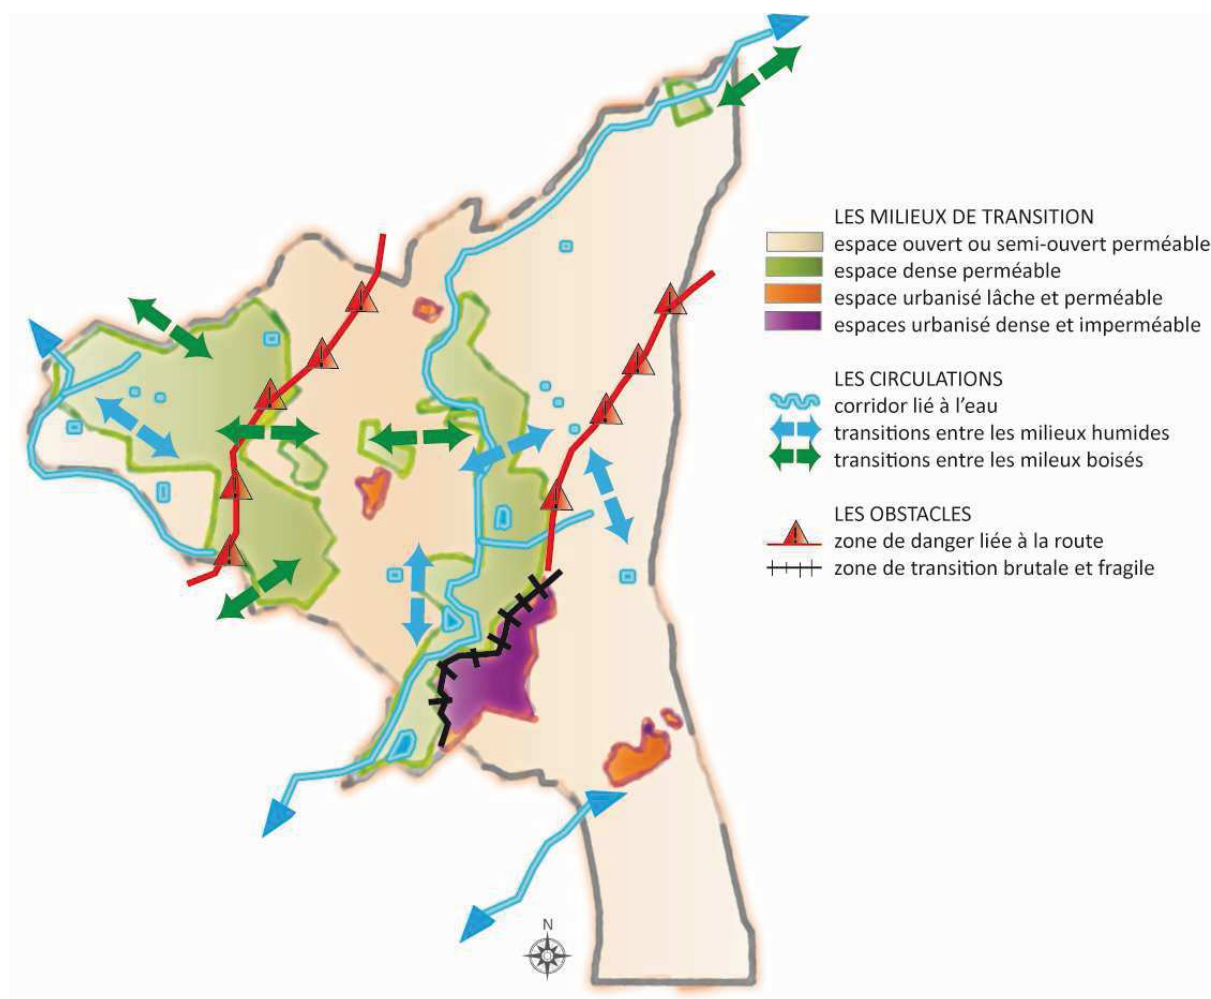 LES MILIEUX DE TRANSITION
espace ouvert ou semi-ouvert perméable
espace dense perméable
espace urbanisé lâche et perméable
espaces urbanisé dense et imperméable
LES CIRCULATIONS
corridor lié à l'eau
transitions entre les milieux humides
transitions entre les mileux boisés
LES OBSTACLES
zone de danger liée à la route
zone de transition brutale et fragile
N